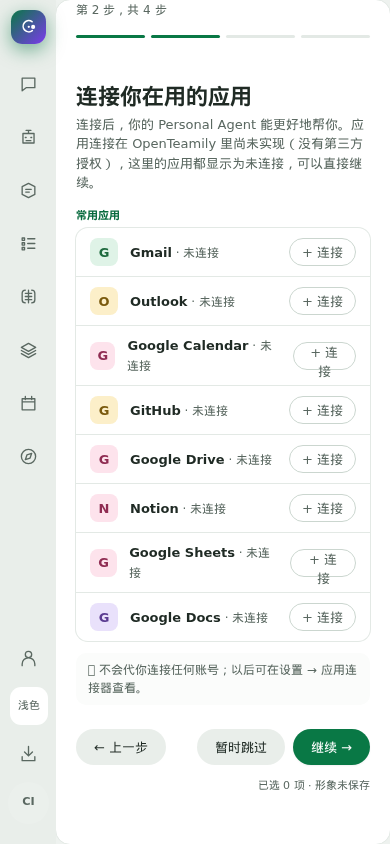 第 2 步 , 共 4 步
连接你在用的应用
连接后 , 你的 Personal Agent 能更好地帮你。应
用连接在 OpenTeamily 里尚未实现 ( 没有第三方
授权 ) , 这里的应用都显示为未连接 , 可以直接继
续。
常用应用
G Gmail · 未连接 + 连接
O Outlook · 未连接 + 连接
G Google Calendar · 未 + 连
连接 接
G GitHub · 未连接 + 连接
G Google Drive · 未连接 + 连接
N Notion · 未连接 + 连接
G Google Sheets · 未连 + 连
接 接
G Google Docs · 未连接 + 连接
不会代你连接任何账号 ; 以后可在设置 → 应用连
接器查看。
← 上一步 暂时跳过 继续 →
已选 0 项 · 形象未保存
浅色
CI